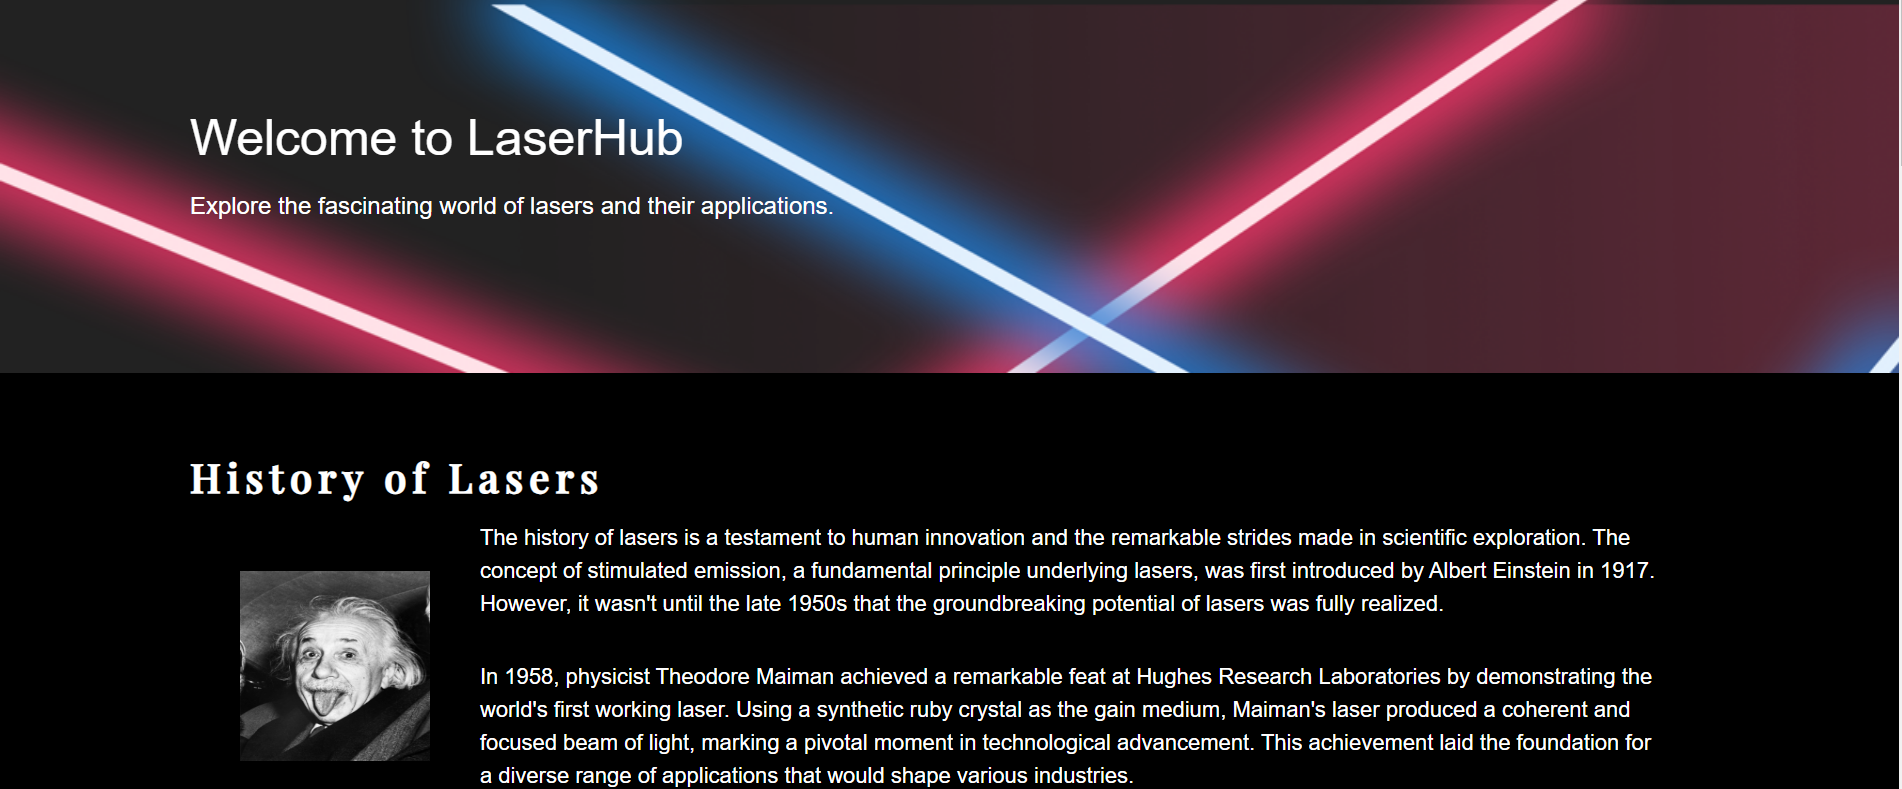 Welcome to LaserHub
Explore the fascinating world of lasers and their applications.
History of Lasers
The history of lasers is a testament to human innovation and the remarkable strides made in scientific exploration. The
concept of stimulated emission, a fundamental principle underlying lasers, was first introduced by Albert Einstein in 1917.
However, it wasn't until the late 1950s that the groundbreaking potential of lasers was fully realized.
In 1958, physicist Theodore Maiman achieved a remarkable feat at Hughes Research Laboratories by demonstrating the
world's first working laser. Using a synthetic ruby crystal as the gain medium, Maiman's laser produced a coherent and
focused beam of light, marking a pivotal moment in technological advancement. This achievement laid the foundation for
a diverse range of applications that would shape various industries.